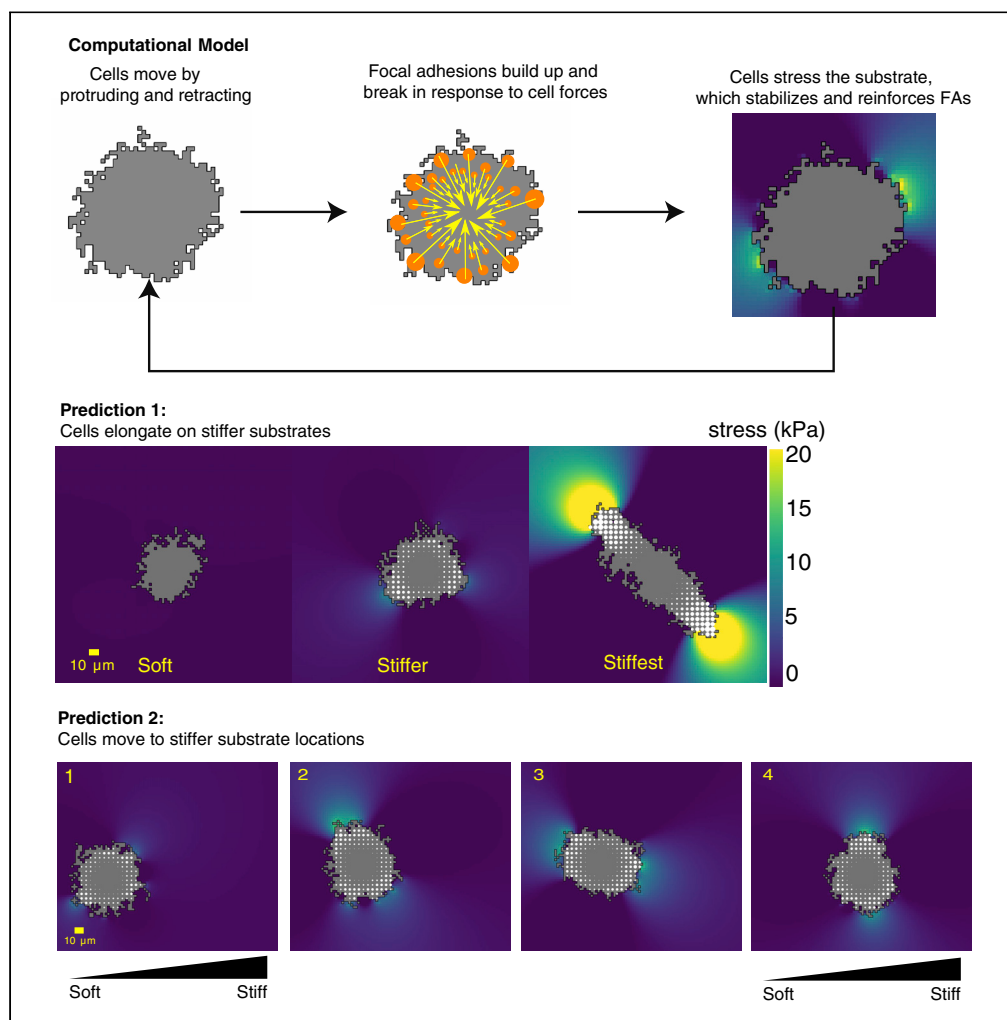 Computational Model
Cells move by
protruding and retracting
Focal adhesions build up and
break in response to cell forces
Cells stress the substrate,
which stabilizes and reinforces FAs
Prediction 1:
Cells elongate on stiffer substrates
stress (kPa)
20
15
10
5
0
10 µm
Soft
Stiffer
Stiffest
Prediction 2:
Cells move to stiffer substrate locations
1
2
3
4
10 µm
Soft
Stiff
Soft
Stiff